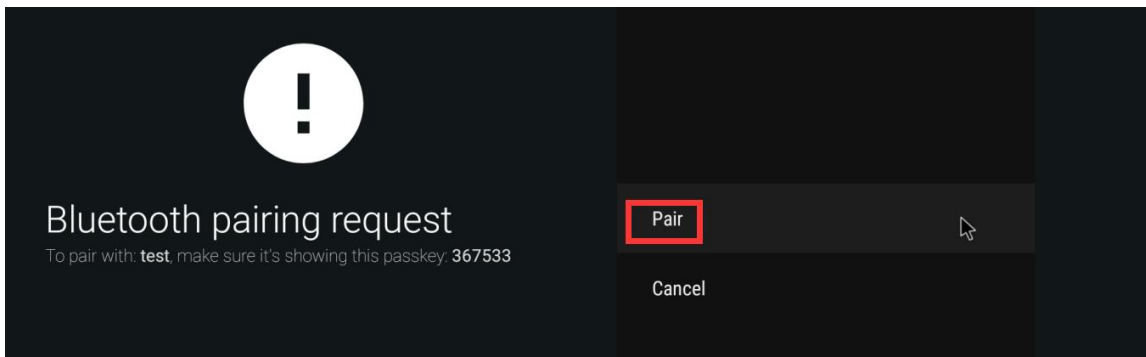 Bluetooth pairing request
To pair with: test, make sure it's showing this passkey: 367533
Pair
Cancel